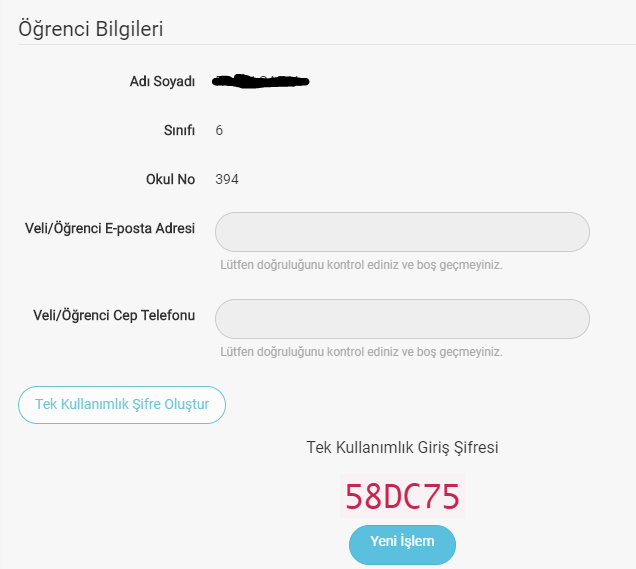 Öğrenci Bilgileri
Adı Soyadı
Sınıfı 6
Okul No 394
Veli/Öğrenci E-posta Adresi
Lütfen doğruluğunu kontrol ediniz ve boş geçmeyiniz.
Veli/Öğrenci Cep Telefonu
Lütfen doğruluğunu kontrol ediniz ve boş geçmeyiniz.
Tek Kullanımlık Şifre Oluştur
Tek Kullanımlık Giriş Şifresi
58DC75
Yeni İşlem